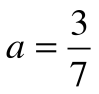 a = 3/7